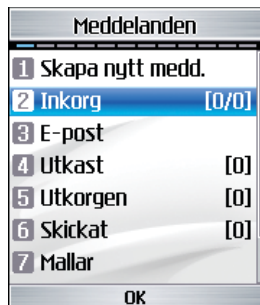 Meddelanden
1 Skapa nytt medd.
2 Inkorg [0/0]
3 E-post
4 Utkast [0]
5 Utkorgen [0]
6 Skickat [0]
7 Mallar
OK